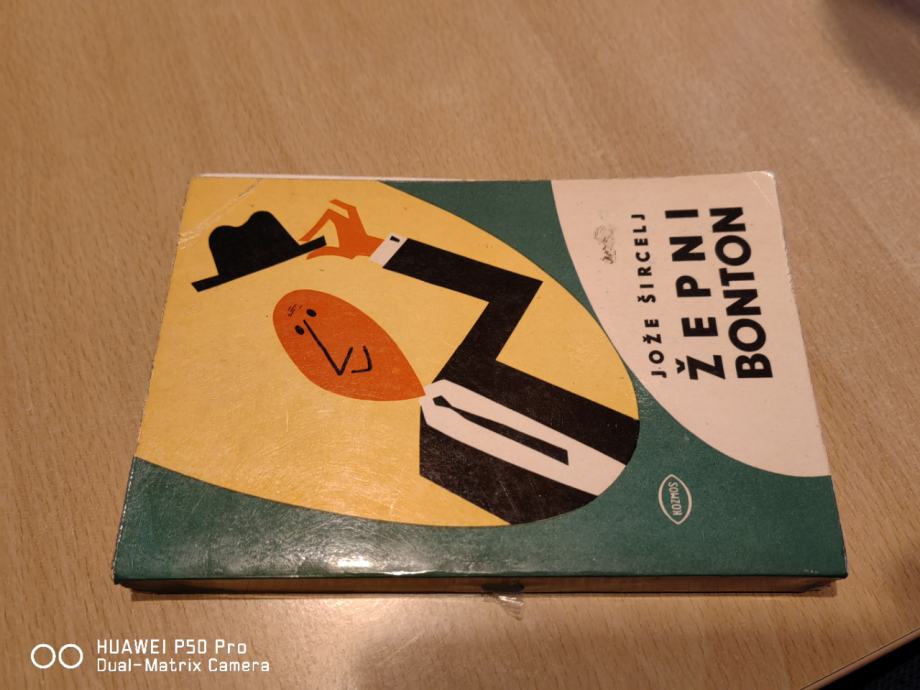 JOŽE ŠIRCELJ
ŽEPNI
BONTON
KOZMOS
HUAWEI P50 Pro
Dual-Matrix Camera